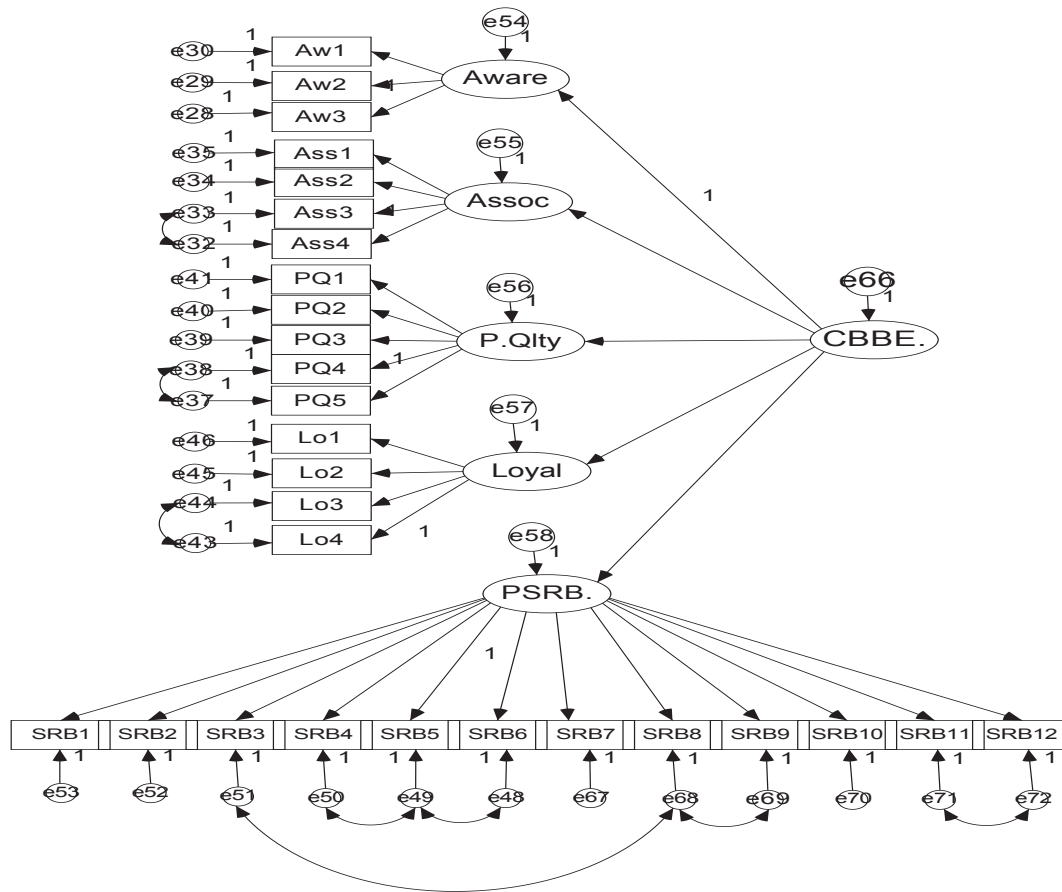 e54
1
e30
1
Aw1
Aware
e29
1
Aw2
1
e28
1
Aw3
e35
1
Ass1
e55
1
e34
1
Ass2
Assoc
1
e33
1
Ass3
1
e32
1
Ass4
e41
1
PQ1
e56
1
e66
1
e40
1
PQ2
e39
1
PQ3
P.Qlty
CBBE.
e38
1
PQ4
1
e37
1
PQ5
e57
1
e46
1
Lo1
e45
1
Lo2
Loyal
e44
1
Lo3
e43
1
Lo4
1
e58
1
PSRB.
1
SRB1 SRB2 SRB3 SRB4 SRB5 SRB6 SRB7 SRB8 SRB9 SRB10 SRB11 SRB12
1 1 1 1 1 1 1 1 1 1 1 1
e53 e52 e51 e50 e49 e48 e67 e68 e69 e70 e71 e72